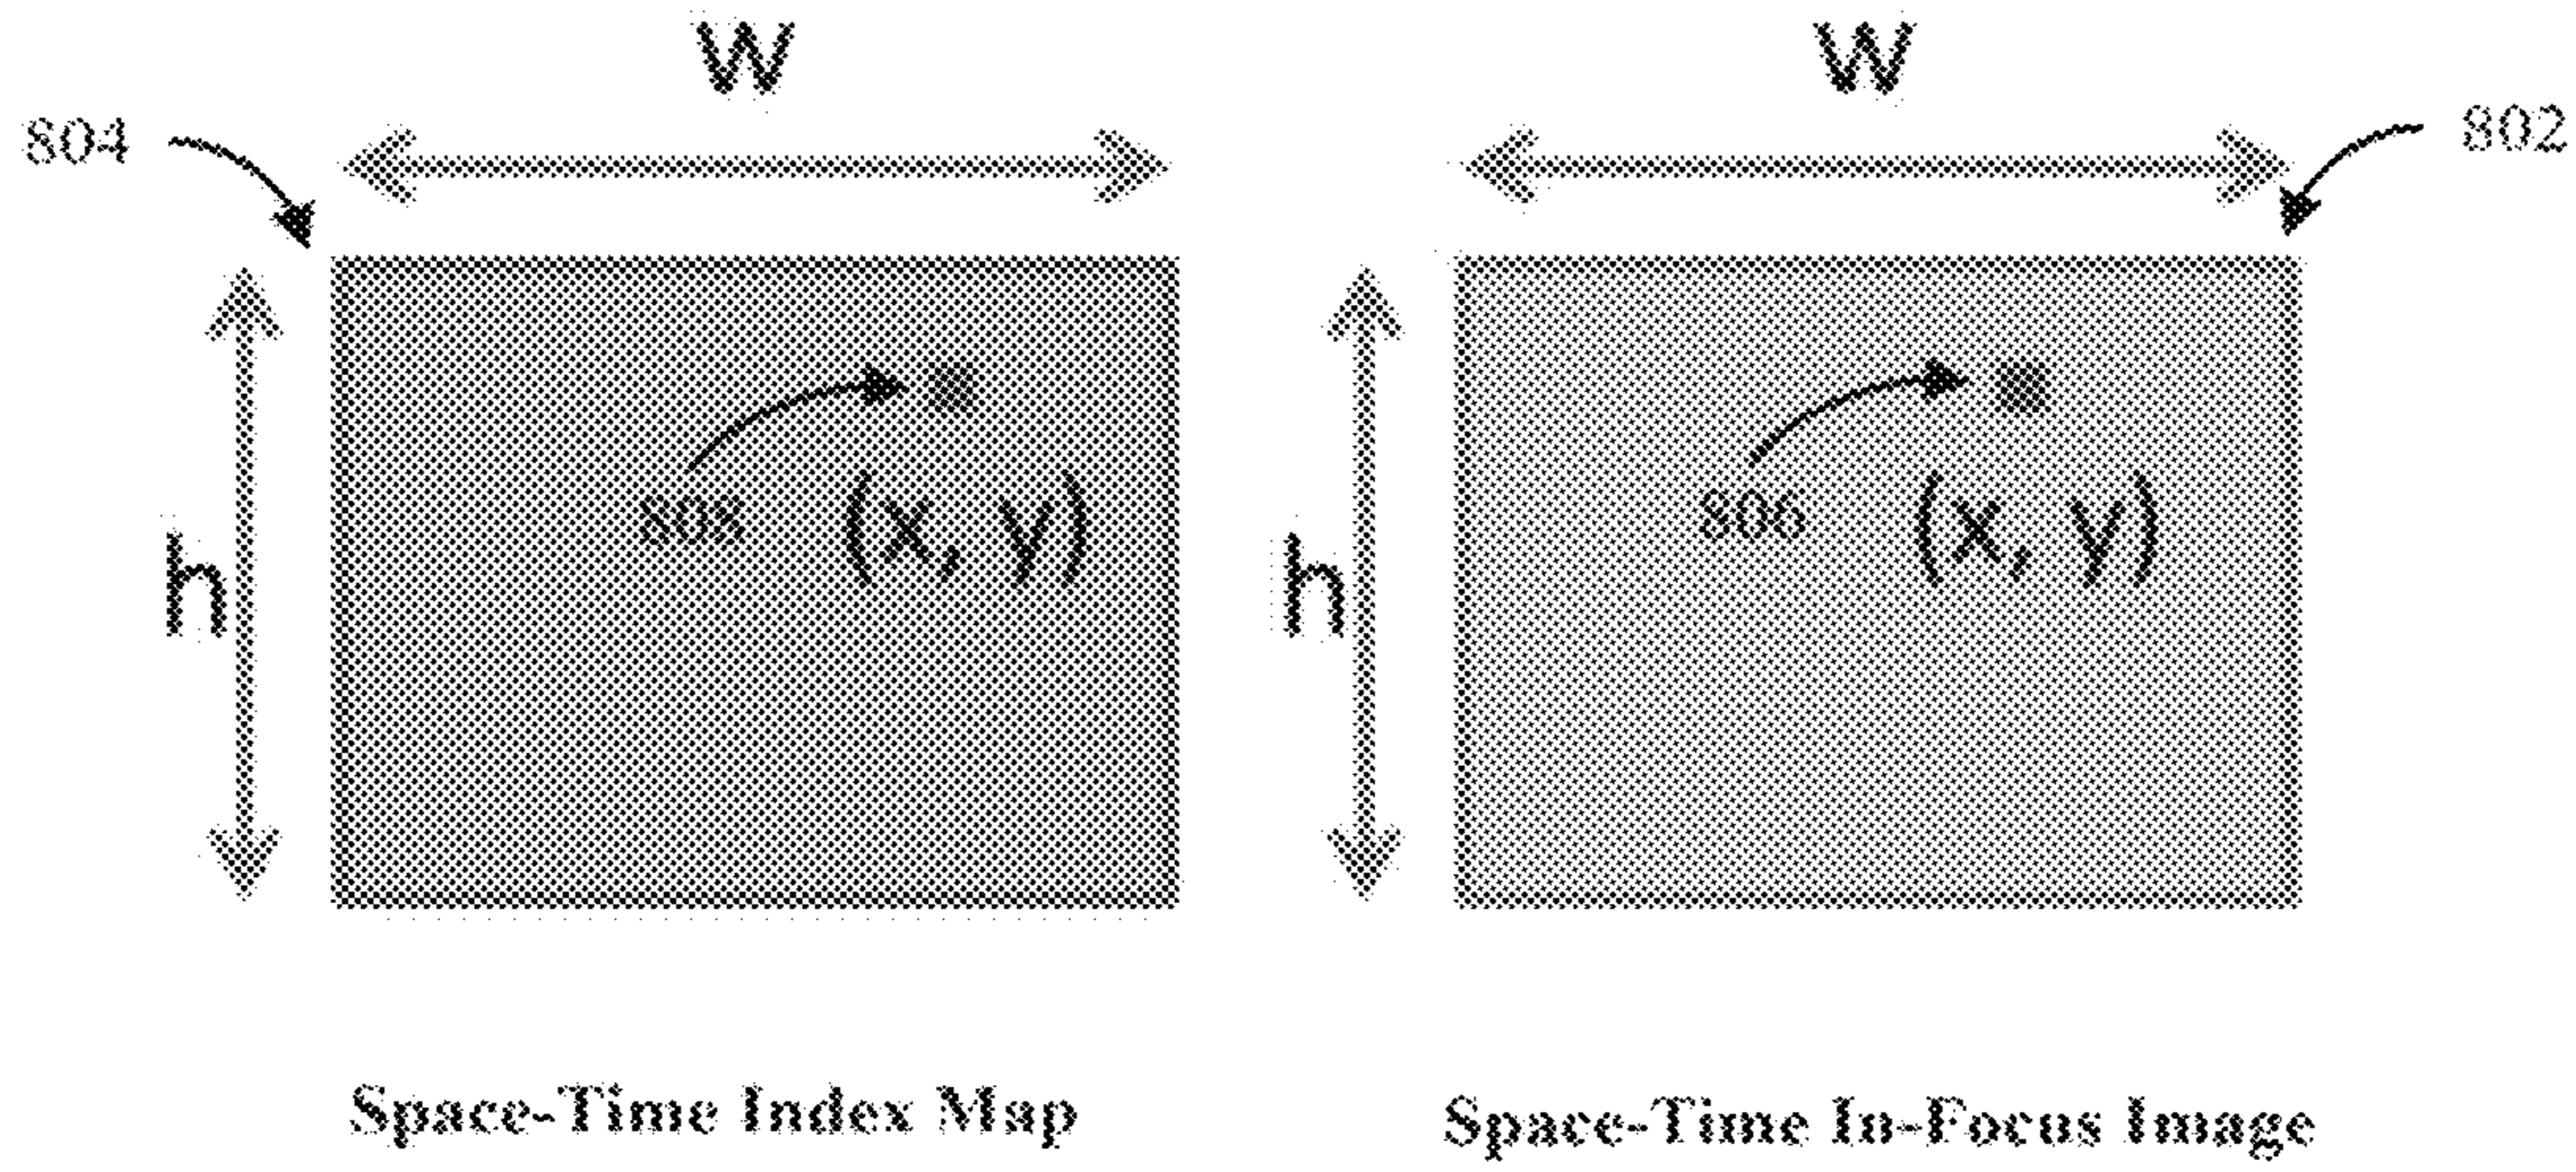 W
W
804
802
h
h
808
(x, y)
806
(x, y)
Space-Time Index Map
Space-Time In-Focus Image